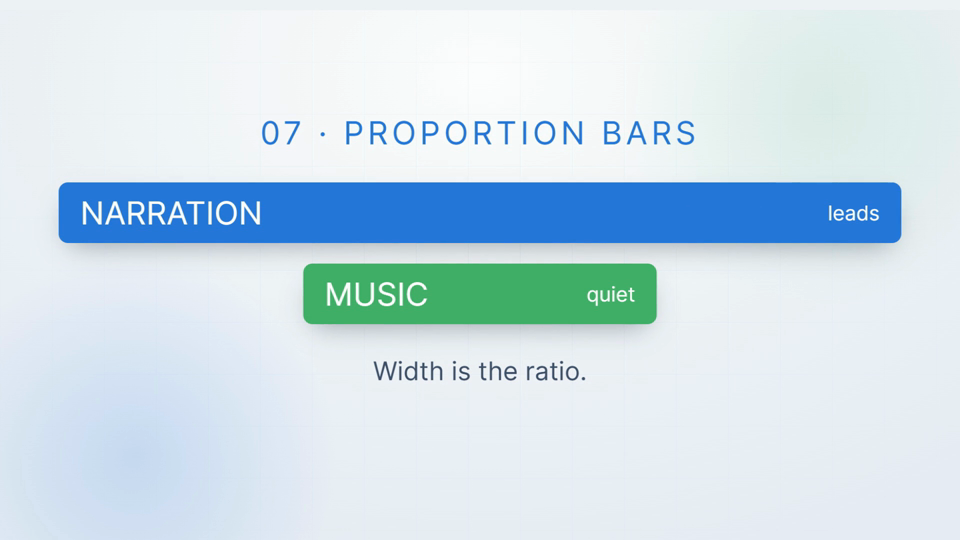 07 · PROPORTION BARS
NARRATION leads
MUSIC quiet
Width is the ratio.